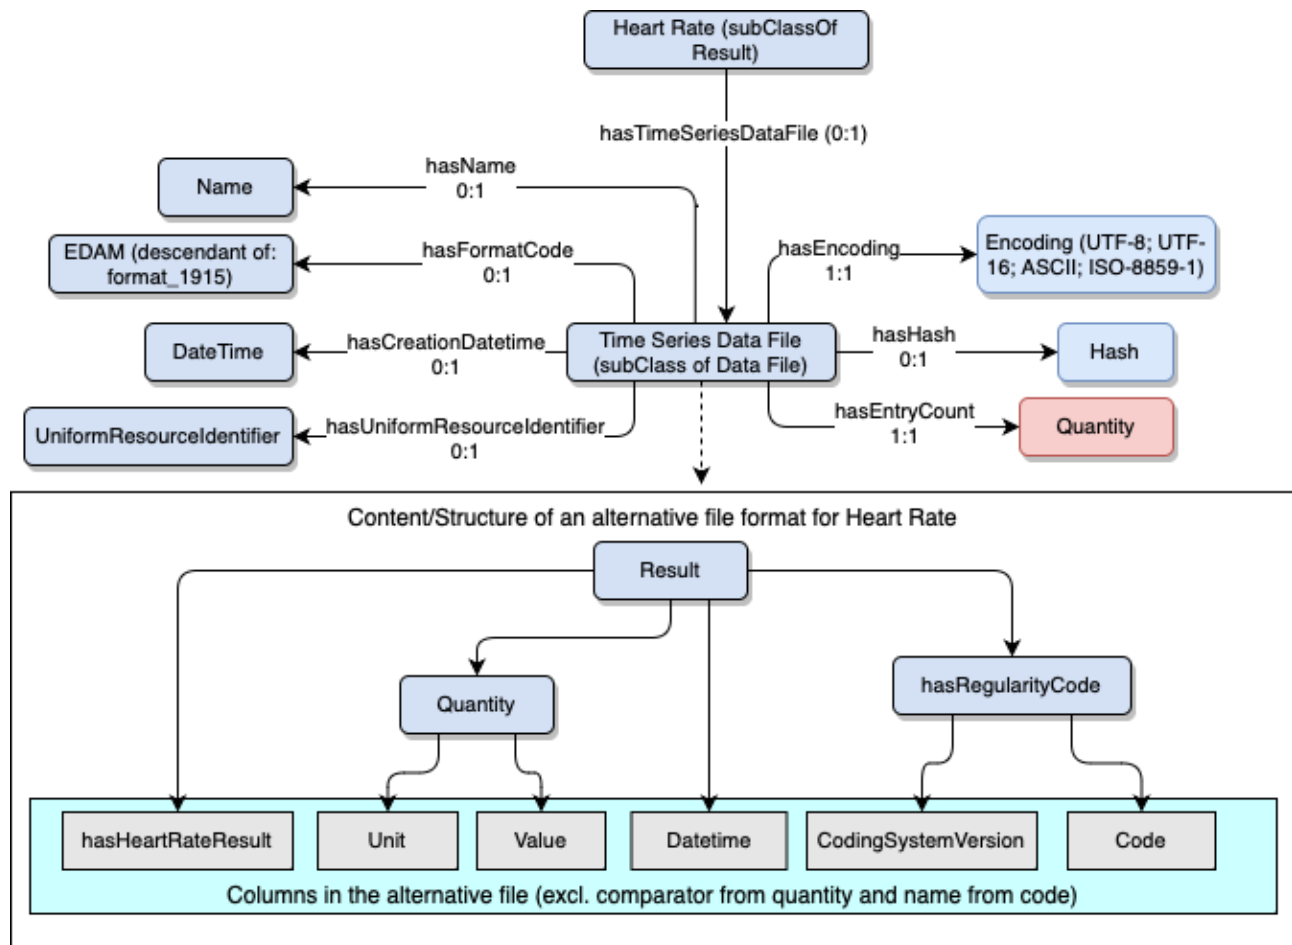 Heart Rate (subClassOf
Result)
hasTimeSeriesDataFile (0:1)
hasName
0:1
Name
EDAM (descendant of:
format_1915)
hasFormatCode
0:1
hasEncoding
1:1
Encoding (UTF-8; UTF-
16; ASCII; ISO-8859-1)
DateTime
hasCreationDatetime
0:1
Time Series Data File
(subClass of Data File)
hasHash
0:1
Hash
UniformResourceIdentifier
hasUniformResourceIdentifier
0:1
hasEntryCount
1:1
Quantity
Content/Structure of an alternative file format for Heart Rate
Result
Quantity
hasRegularityCode
hasHeartRateResult
Unit
Value
Datetime
CodingSystemVersion
Code
Columns in the alternative file (excl. comparator from quantity and name from code)